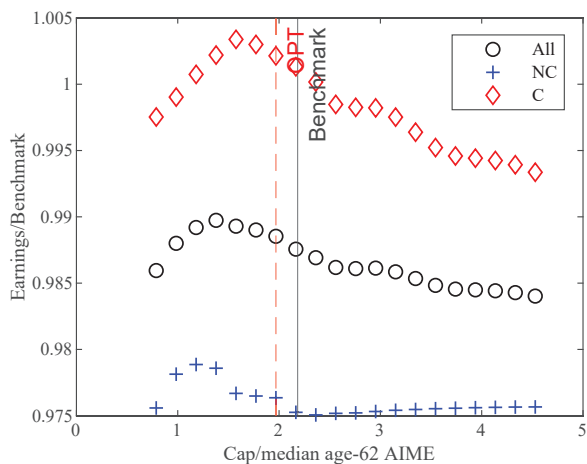 1.005
1
0.995
0.99
0.985
0.98
0.975
0
1
2
3
4
5
Earnings/Benchmark
Cap/median age-62 AIME
OPT
Benchmark
All
NC
C